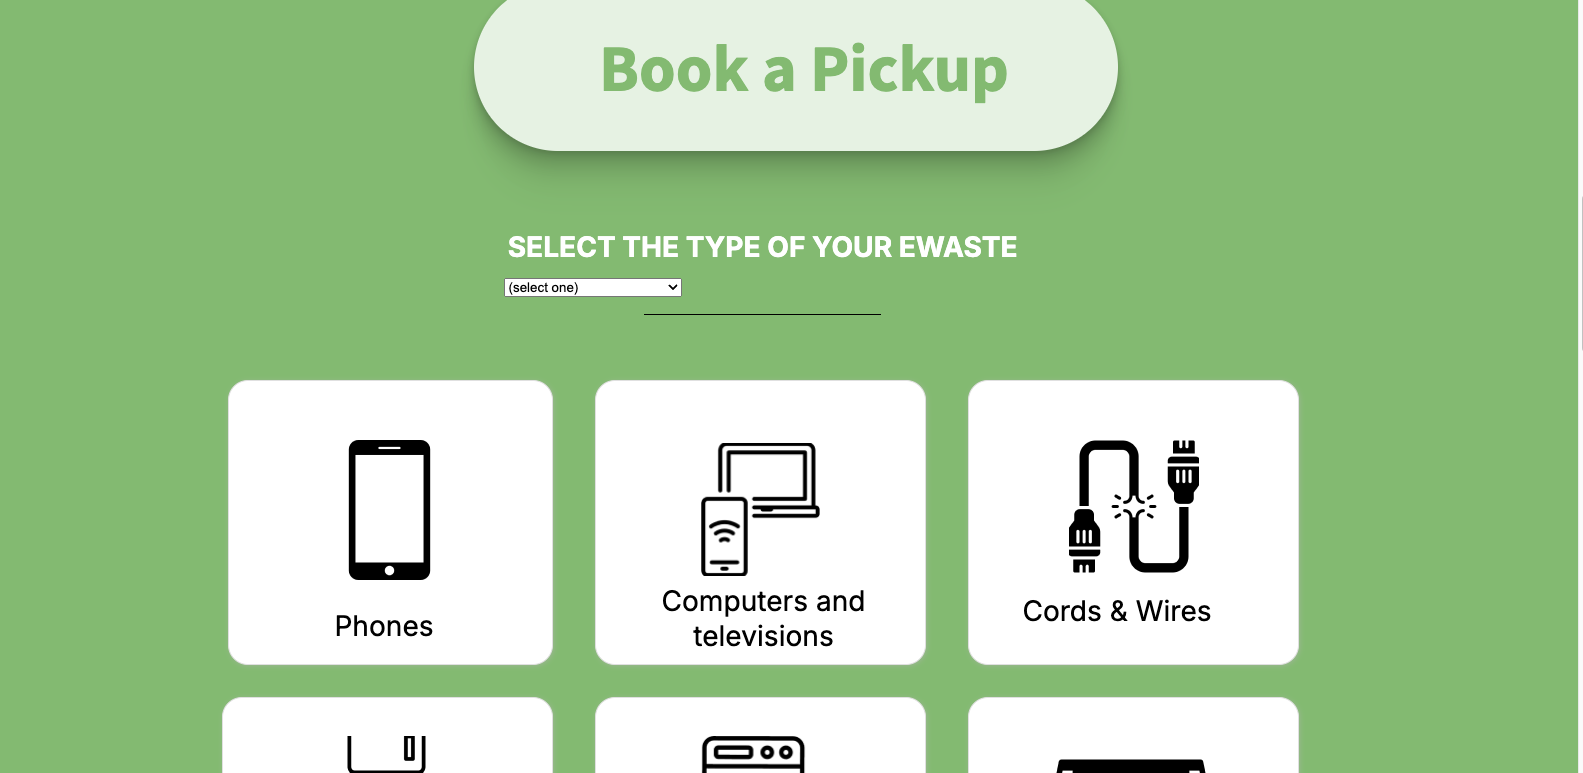 Book a Pickup
SELECT THE TYPE OF YOUR EWASTE
(select one)
Phones
Computers and
televisions
Cords & Wires